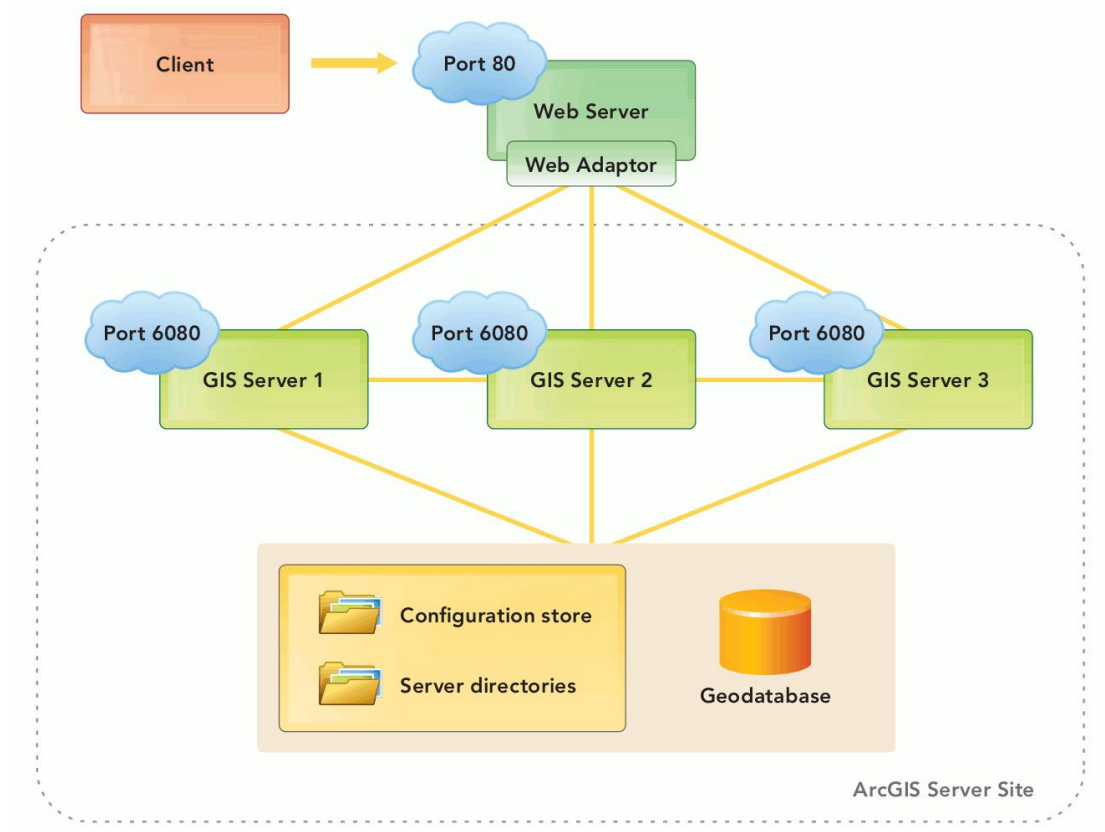 Client
Port 80
Web Server
Web Adaptor
Port 6080
GIS Server 1
Port 6080
GIS Server 2
Port 6080
GIS Server 3
Configuration store
Server directories
Geodatabase
ArcGIS Server Site